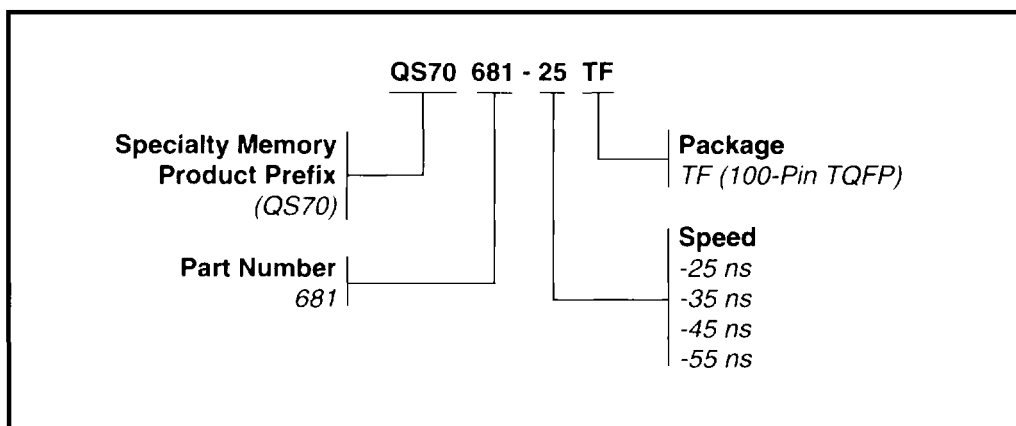 QS70 681 - 25 TF
Specialty Memory
Product Prefix
(QS70)
Part Number
681
Package
TF (100-Pin TQFP)
Speed
-25 ns
-35 ns
-45 ns
-55 ns